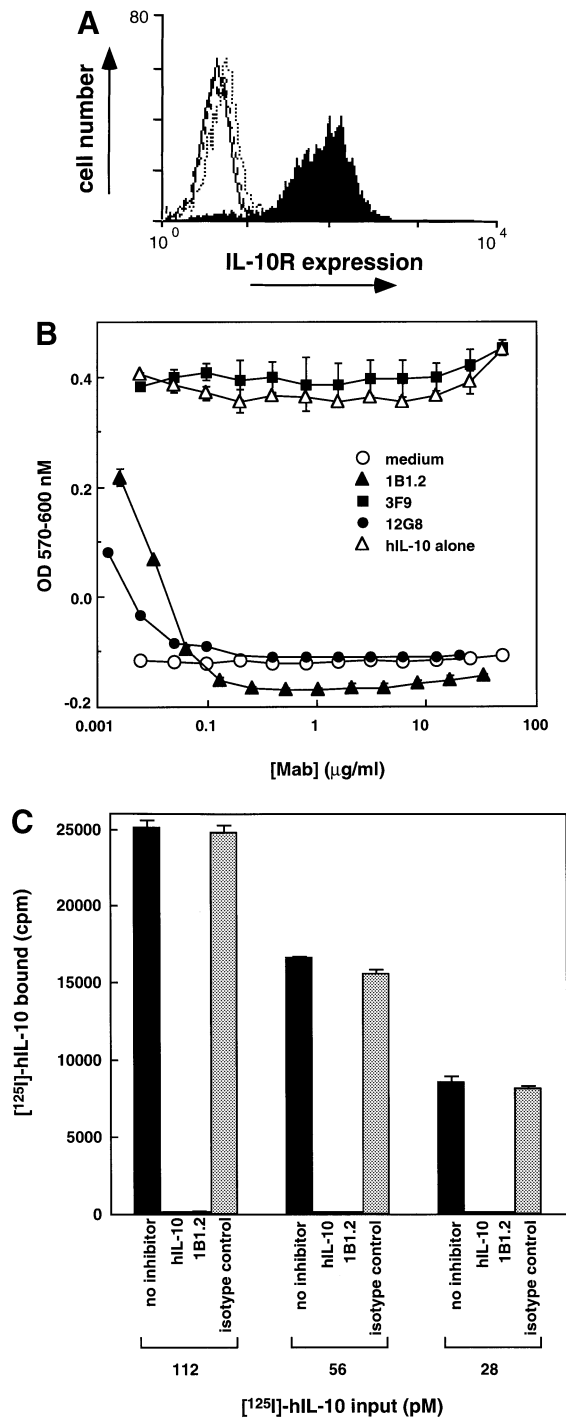 A
80
cell number
10 0
10 4
IL-10R expression
B
0.4
0.2
0.0
-0.2
OD 570-600 nM
medium
1B1.2
3F9
12G8
hIL-10 alone
0.001
0.1
1
10
100
[Mab] (μg/ml)
C
25000
20000
15000
10000
5000
0
[125I]-hIL-10 bound (cpm)
no inhibitor
hIL-10
1B1.2
isotype control
no inhibitor
hIL-10
1B1.2
isotype control
no inhibitor
hIL-10
1B1.2
isotype control
112
56
28
[125I]-hIL-10 input (pM)